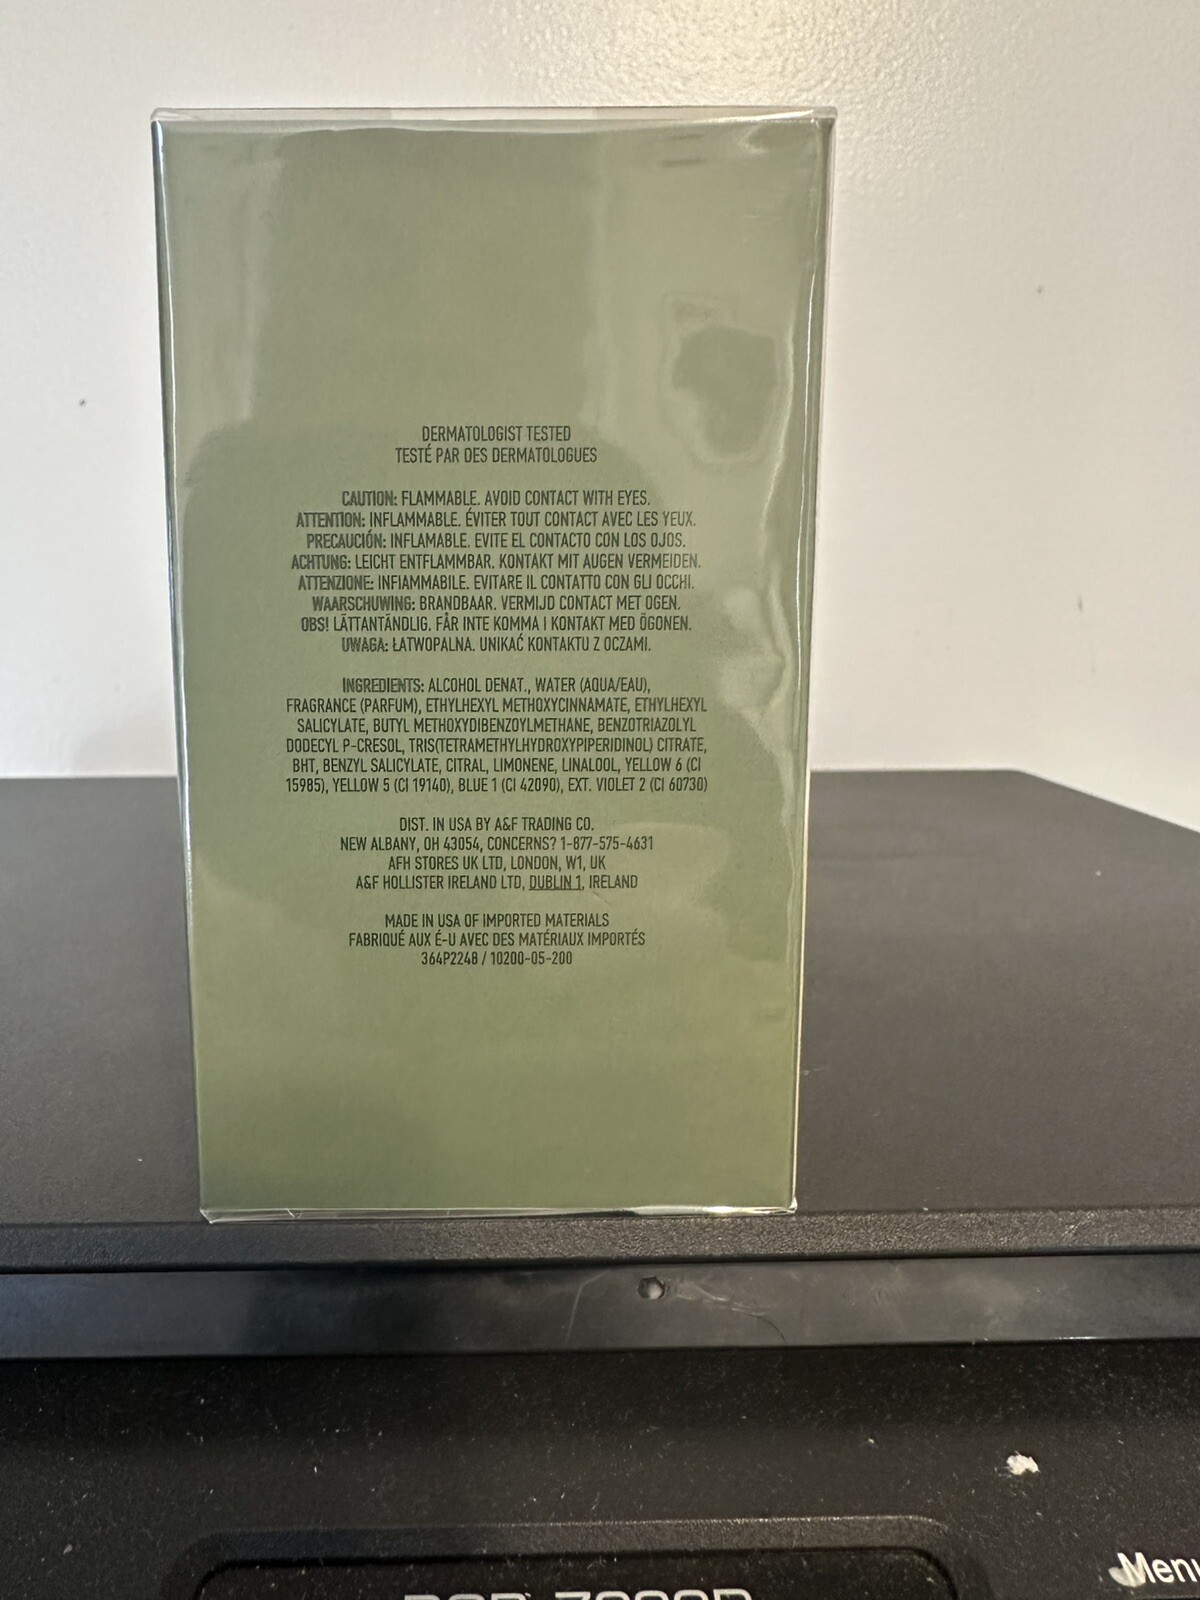 DERMATOLOGIST TESTED
TESTÉ PAR DES DERMATOLOGUES
CAUTION: FLAMMABLE. AVOID CONTACT WITH EYES.
ATTENTION: INFLAMMABLE. ÉVITER TOUT CONTACT AVEC LES YEUX.
PRECAUCIÓN: INFLAMABLE. EVITE EL CONTACTO CON LOS OJOS.
ACHTUNG: LEICHT ENTFLAMMBAR. KONTAKT MIT AUGEN VERMEIDEN.
ATTENZIONE: INFIAMMABILE. EVITARE IL CONTATTO CON GLI OCCHI.
WAARSCHUWING: BRANDBAAR. VERMIJD CONTACT MET OGEN.
OBS! LÄTTANTÄNDLIG. FÅR INTE KOMMA I KONTAKT MED ÖGONEN.
UWAGA: ŁATWOPALNA. UNIKAĆ KONTAKTU Z OCZAMI.
INGREDIENTS: ALCOHOL DENAT., WATER (AQUA/EAU),
FRAGRANCE (PARFUM), ETHYLHEXYL METHOXYCINNAMATE, ETHYLHEXYL
SALICYLATE, BUTYL METHOXYDIBENZOYLMETHANE, BENZOTRIAZOLYL
DODECYL P-CRESOL, TRIS(TETRAMETHYLHYDROXYPIPERIDINOL) CITRATE,
BHT, BENZYL SALICYLATE, CITRAL, LIMONENE, LINALOOL, YELLOW 6 (CI
15985), YELLOW 5 (CI 19140), BLUE 1 (CI 42090), EXT. VIOLET 2 (CI 60730)
DIST. IN USA BY A&F TRADING CO.
NEW ALBANY, OH 43054, CONCERNS? 1-877-575-4631
AFH STORES UK LTD, LONDON, W1, UK
A&F HOLLISTER IRELAND LTD, DUBLIN 1, IRELAND
MADE IN USA OF IMPORTED MATERIALS
FABRIQUÉ AUX É-U AVEC DES MATÉRIAUX IMPORTÉS
364P2248 / 10200-05-200
Menu